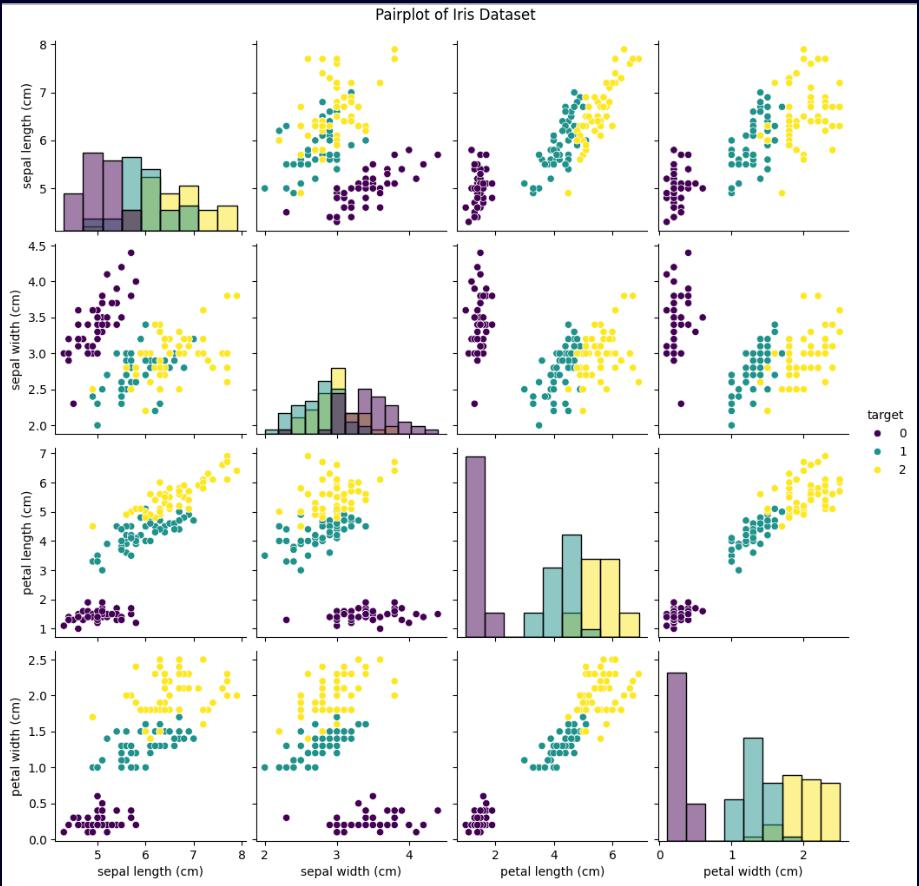 Pairplot of Iris Dataset
8
7
6
5
sepal length (cm)
4.5
4.0
3.5
3.0
2.5
2.0
sepal width (cm)
target
0
1
2
7
6
5
4
3
2
1
petal length (cm)
2.5
2.0
1.5
1.0
0.5
0.0
petal width (cm)
5 6 7 8
2 3 4
2 4 6
0 1 2
sepal length (cm)
sepal width (cm)
petal length (cm)
petal width (cm)